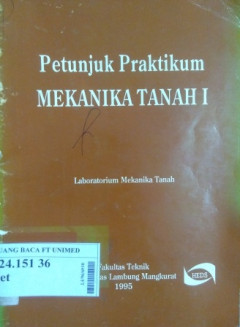 Petunjuk Praktikum
MEKANIKA TANAH I
Laboratorium Mekanika Tanah
UANG BACA FT UNIMED
24.151 36
et
Fakultas Teknik
as Lambung Mangkurat
1995
HEDS